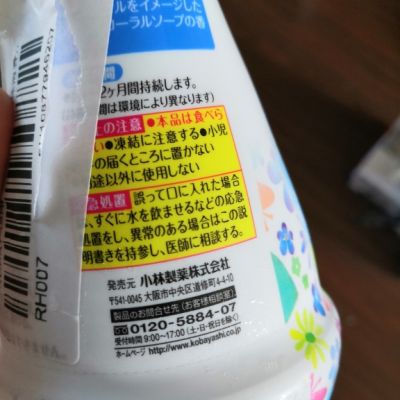 ルをイメージした
ローラルソープの香
間
2ヶ月間持続します。
間は環境により異なります)
上の注意 ●本品は食べら
い●凍結に注意する●小児
の届くところに置かない
途以外に使用しない
急処置 誤って口に入れた場合
、すぐに水を飲ませるなどの応急
処置をし、異常のある場合はこの説
明書きを持参し、医師に相談する。
発売元 小林製薬株式会社
〒541-0045 大阪市中央区道修町4-4-10
製品のお問合せ先〈お客様相談室〉
0120-5884-07
受付時間 9:00~17:00(土・日・祝日を除く)
ホームページ http://www.kobayashi.co.jp
RH007